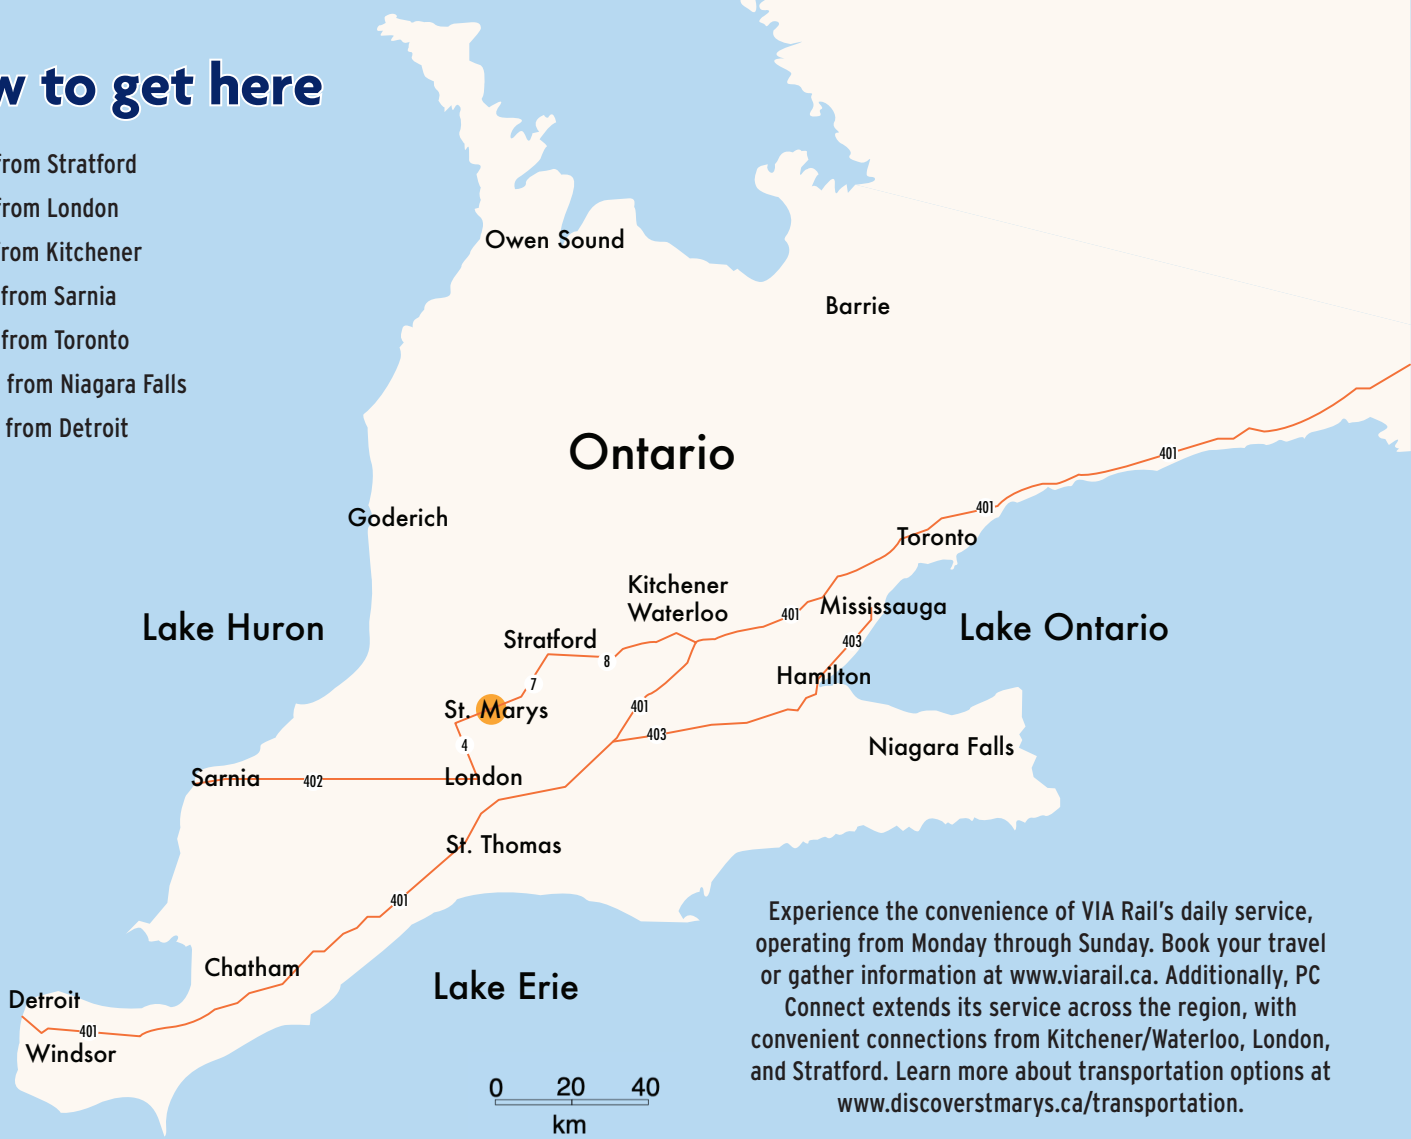 w to get here
from Stratford
from London
from Kitchener
from Sarnia
from Toronto
from Niagara Falls
from Detroit
Owen Sound
Barrie
Ontario
401
401
Goderich
Toronto
Kitchener
Waterloo
Mississauga
401
Lake Huron
Lake Ontario
Stratford
403
8
Hamilton
7
St. Marys
401
403
4
Niagara Falls
Sarnia
402
London
St. Thomas
401
Chatham
Lake Erie
Detroit
401
Windsor
Experience the convenience of VIA Rail's daily service,
operating from Monday through Sunday. Book your travel
or gather information at www.viarail.ca. Additionally, PC
Connect extends its service across the region, with
convenient connections from Kitchener/Waterloo, London,
and Stratford. Learn more about transportation options at
www.discoverstmarys.ca/transportation.
0 20 40
km